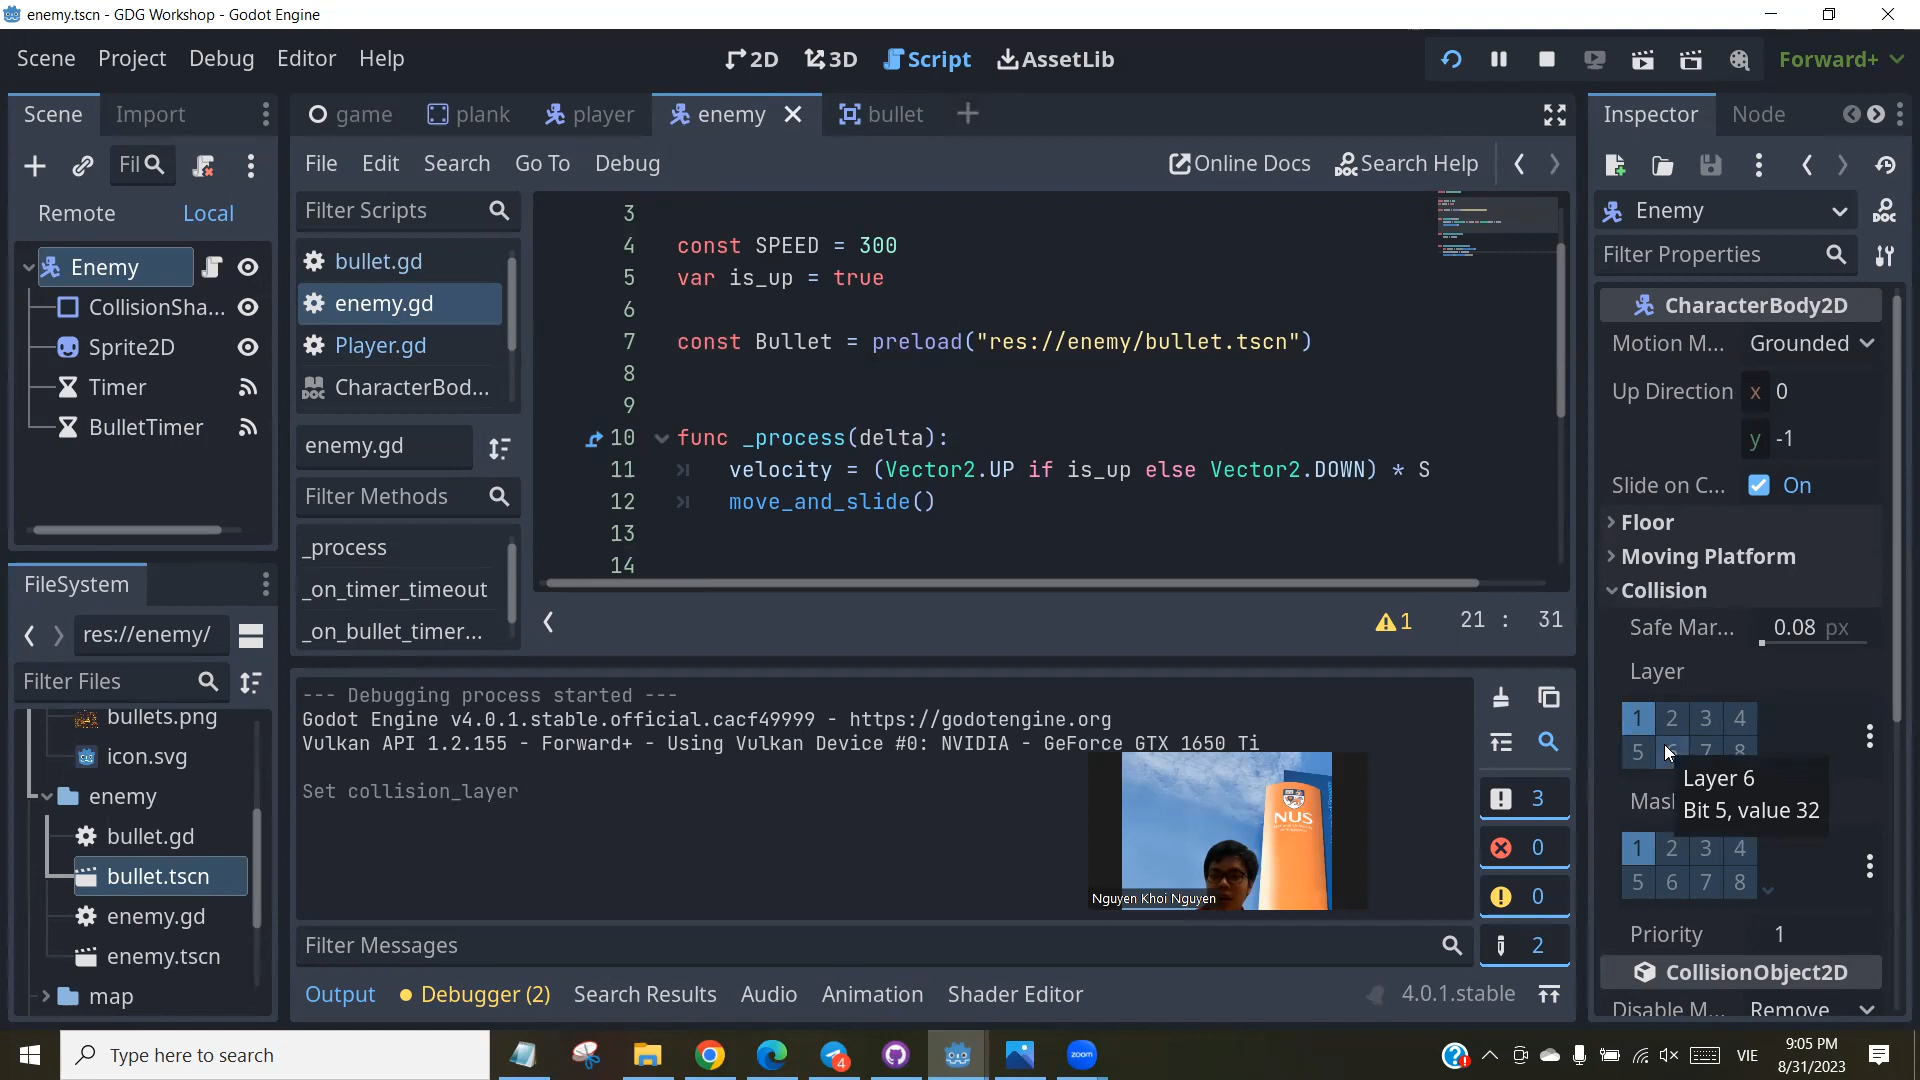 enemy.tscn - GDG Workshop - Godot Engine
Scene Project Debug Editor Help
2D 3D Script AssetLib
Forward+
Scene Import
game plank player enemy bullet
Inspector Node
Fil
File Edit Search Go To Debug
Online Docs Search Help
Remote Local
Filter Scripts
Enemy
Filter Properties
Enemy
CollisionSha...
Sprite2D
Timer
BulletTimer
bullet.gd
enemy.gd
Player.gd
CharacterBod...
enemy.gd
Filter Methods
_process
_on_timer_timeout
_on_bullet_timer...
3
4 const SPEED = 300
5 var is_up = true
6
7 const Bullet = preload("res://enemy/bullet.tscn")
8
9
10 func _process(delta):
11 velocity = (Vector2.UP if is_up else Vector2.DOWN) * S
12 move_and_slide()
13
14
1 21 : 31
CharacterBody2D
Motion M... Grounded
Up Direction x 0
y -1
Slide on C... On
Floor
Moving Platform
Collision
Safe Mar... 0.08 px
Layer
1 2 3 4
5 6 7 8
Layer 6
Bit 5, value 32
Mas
1 2 3 4
5 6 7 8
Priority 1
CollisionObject2D
Disable M... Remove
FileSystem
res://enemy/
Filter Files
bullets.png
icon.svg
enemy
bullet.gd
bullet.tscn
enemy.gd
enemy.tscn
map
--- Debugging process started ---
Godot Engine v4.0.1.stable.official.cacf49999 - https://godotengine.org
Vulkan API 1.2.155 - Forward+ - Using Vulkan Device #0: NVIDIA - GeForce GTX 1650 Ti
Set collision_layer
NUS
Nguyen Khoi Nguyen
3
0
0
2
Filter Messages
Output Debugger (2) Search Results Audio Animation Shader Editor
4.0.1.stable
Type here to search
4
zoom
VIE
9:05 PM
8/31/2023